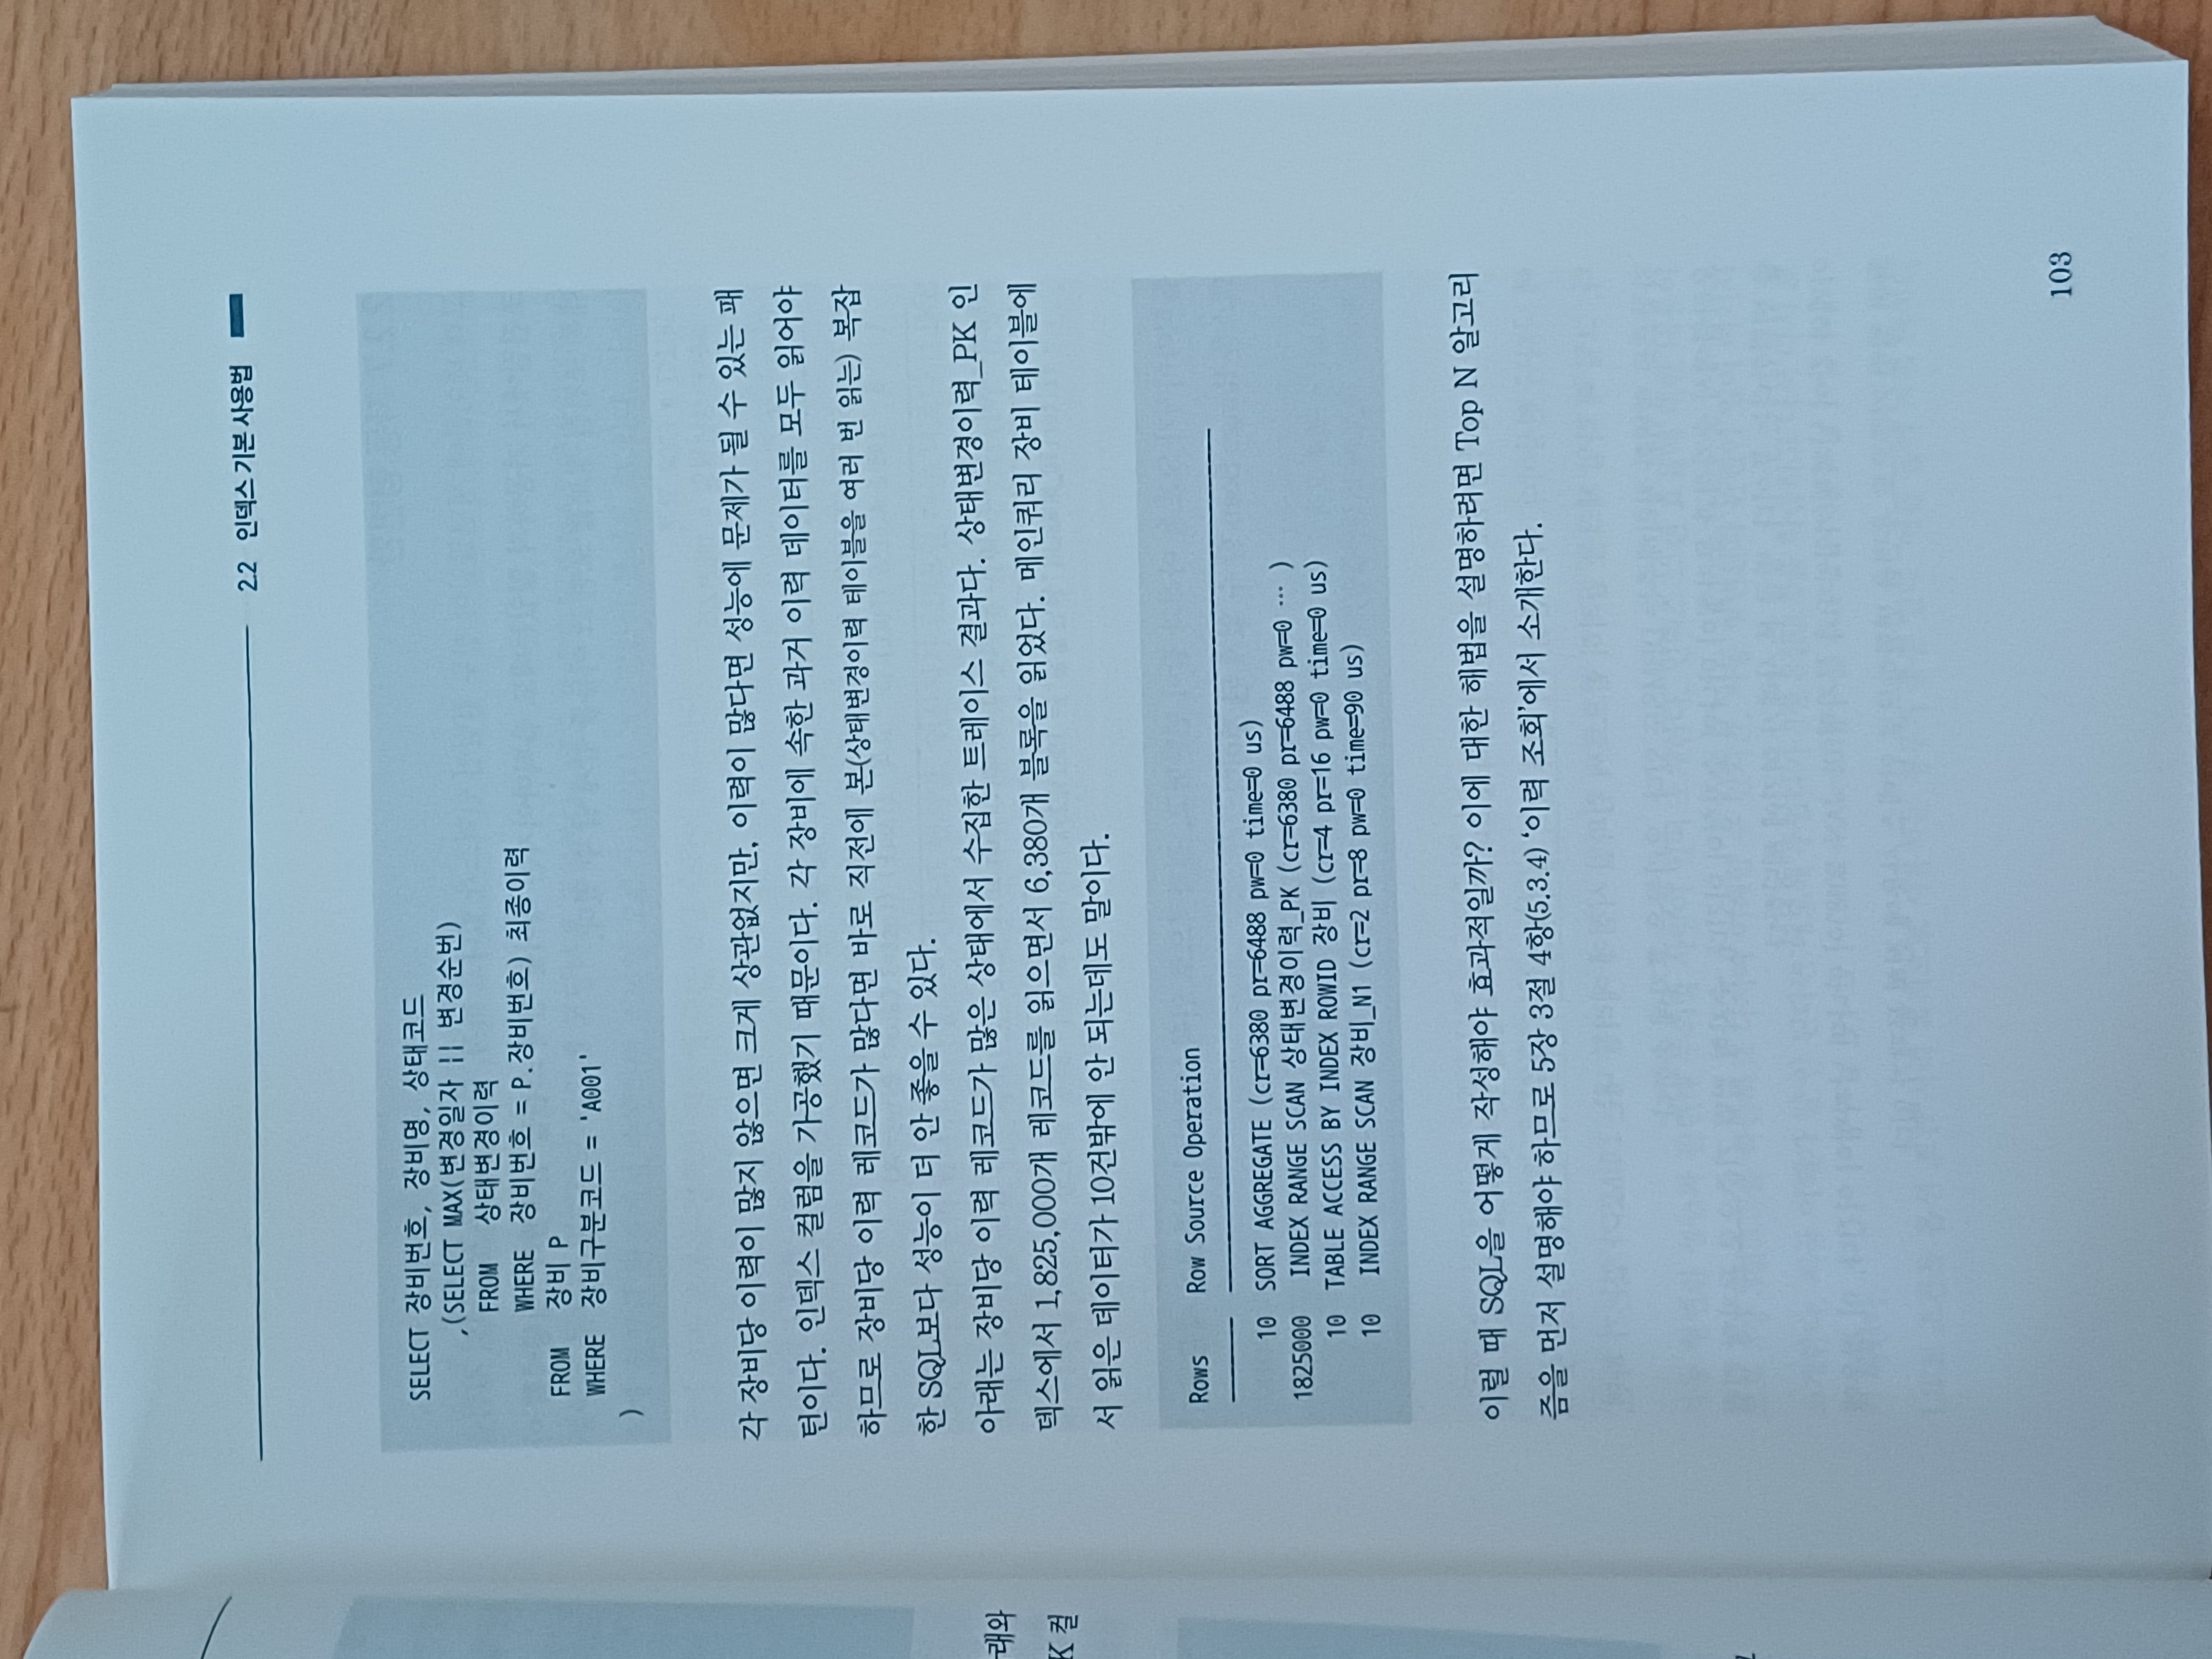 2.2 인덱스 기본 사용법
SELECT 장비번호, 장비명, 상태코드
,(SELECT MAX(변경일자 || 변경순번)
FROM 상태변경이력
WHERE 장비번호 = P.장비번호) 최종이력
FROM 장비 P
WHERE 장비구분코드 = 'A001'
)
각 장비당 이력이 많지 않으면 크게 상관없지만, 이력이 많다면 성능에 문제가 될 수 있는 패
턴이다. 인덱스 컬럼을 가공했기 때문이다. 각 장비에 속한 과거 이력 데이터를 모두 읽어야
하므로 장비당 이력 레코드가 많다면 바로 직전에 본(상태변경이력 테이블을 여러 번 읽는) 복잡
한 SQL보다 성능이 더 안 좋을 수 있다.
아래는 장비당 이력 레코드가 많은 상태에서 수집한 트레이스 결과다. 상태변경이력_PK 인
덱스에서 1,825,000개 레코드를 읽으면서 6,380개 블록을 읽었다. 메인쿼리 장비 테이블에
서 읽은 데이터가 10건밖에 안 되는데도 말이다.
Rows Row Source Operation
10 SORT AGGREGATE (cr=6380 pr=6488 pw=0 time=0 us)
1825000 INDEX RANGE SCAN 상태변경이력_PK (cr=6380 pr=6488 pw=0 … )
10 TABLE ACCESS BY INDEX ROWID 장비 (cr=4 pr=16 pw=0 time=0 us)
10 INDEX RANGE SCAN 장비_N1 (cr=2 pr=8 pw=0 time=90 us)
이럴 때 SQL을 어떻게 작성해야 효과적일까? 이에 대한 해법을 설명하려면 Top N 알고리
즘을 먼저 설명해야 하므로 5장 3절 4항(5.3.4) ‘이력 조회’에서 소개한다.
103
래와
K 컬